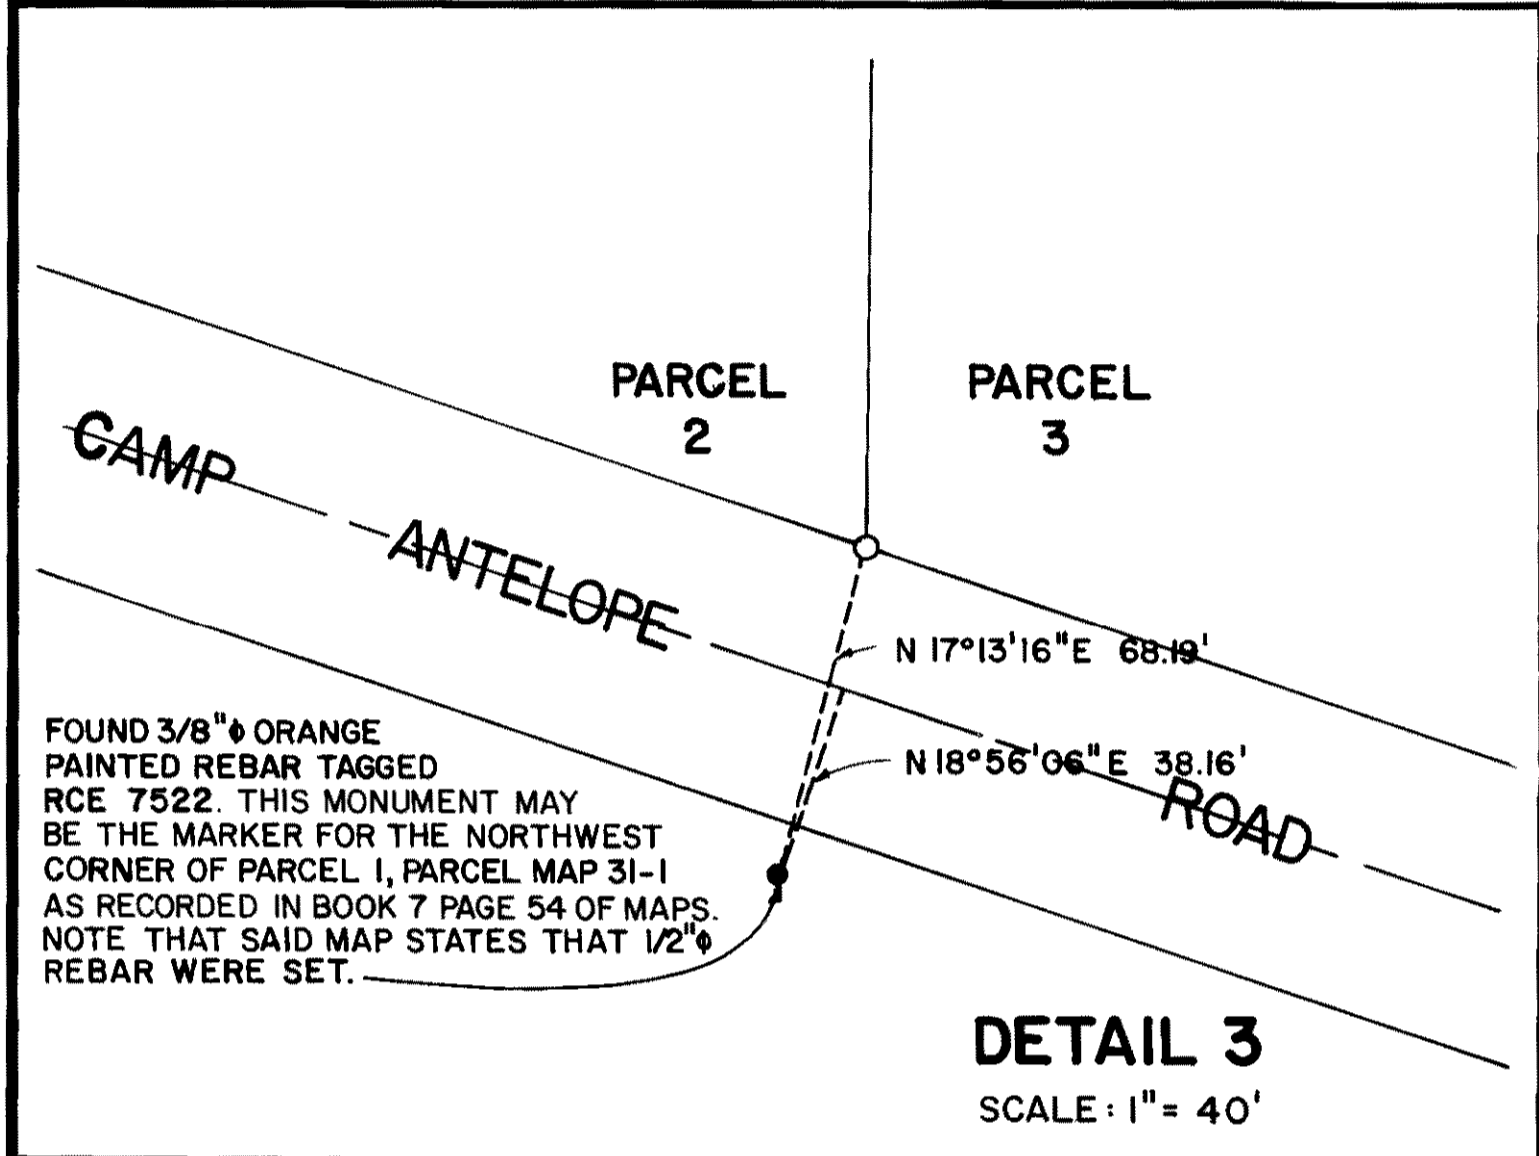 PARCEL
2
PARCEL
3
CAMP ANTELOPE ROAD
N 17°13'16"E 68.19'
N 18°56'06"E 38.16'
FOUND 3/8"ϕ ORANGE
PAINTED REBAR TAGGED
RCE 7522. THIS MONUMENT MAY
BE THE MARKER FOR THE NORTHWEST
CORNER OF PARCEL 1, PARCEL MAP 31-1
AS RECORDED IN BOOK 7 PAGE 54 OF MAPS.
NOTE THAT SAID MAP STATES THAT 1/2"ϕ
REBAR WERE SET.
DETAIL 3
SCALE: 1"= 40'